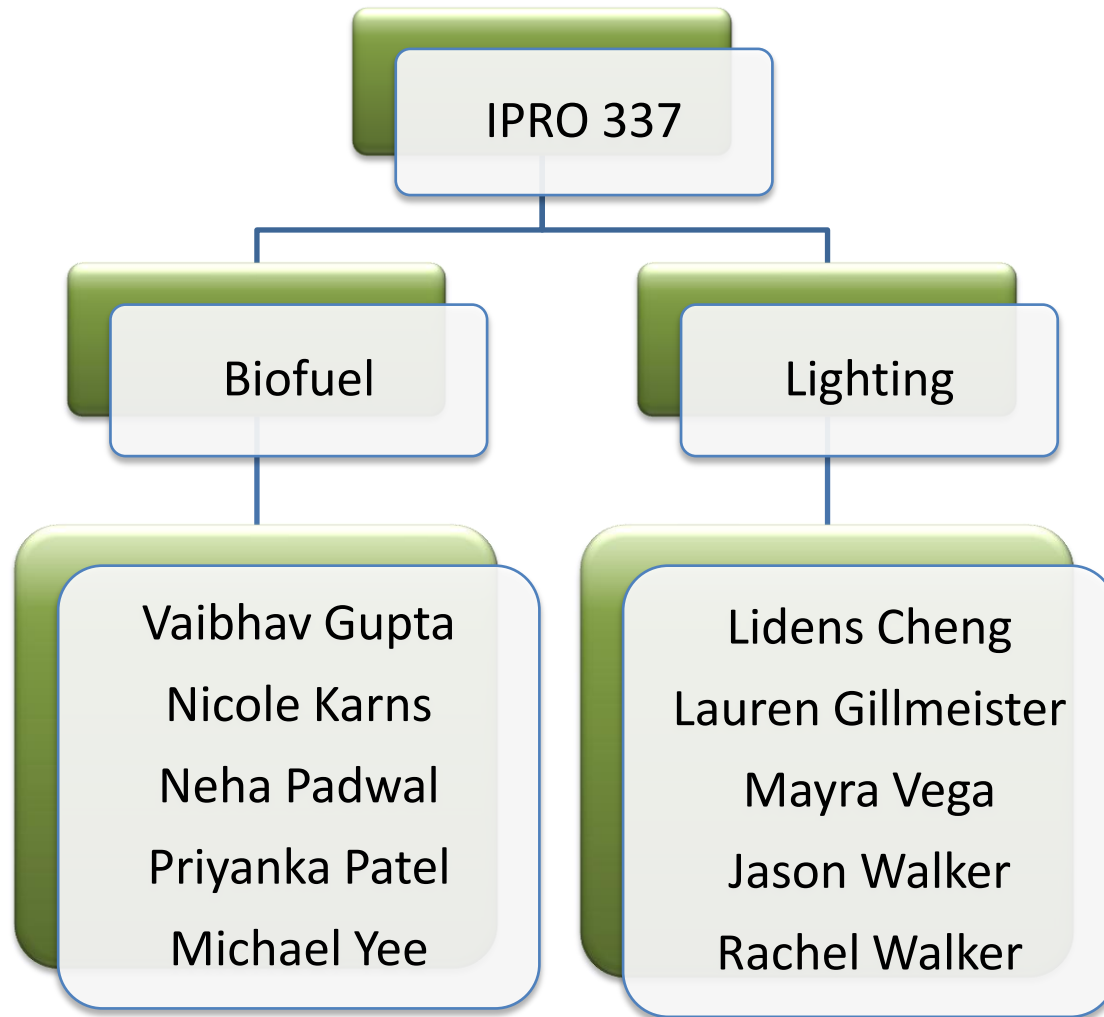 IPRO 337
Biofuel
Lighting
Vaibhav Gupta
Nicole Karns
Neha Padwal
Priyanka Patel
Michael Yee
Lidens Cheng
Lauren Gillmeister
Mayra Vega
Jason Walker
Rachel Walker